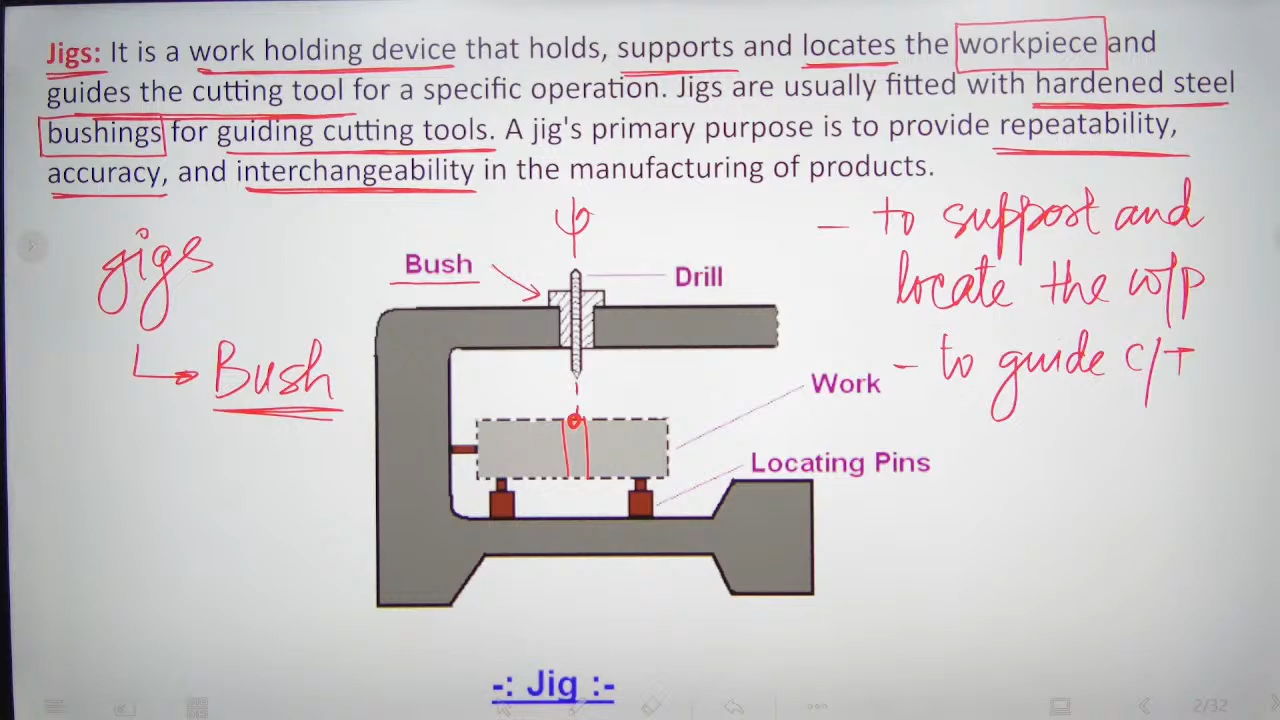 Jigs: It is a work holding device that holds, supports and locates the workpiece and
guides the cutting tool for a specific operation. Jigs are usually fitted with hardened steel
bushings for guiding cutting tools. A jig's primary purpose is to provide repeatability,
accuracy, and interchangeability in the manufacturing of products.
- to support and
locate the w/p
- to guide C/T
jigs
Bush
Bush
Drill
Work
Locating Pins
-: Jig :-
2/32